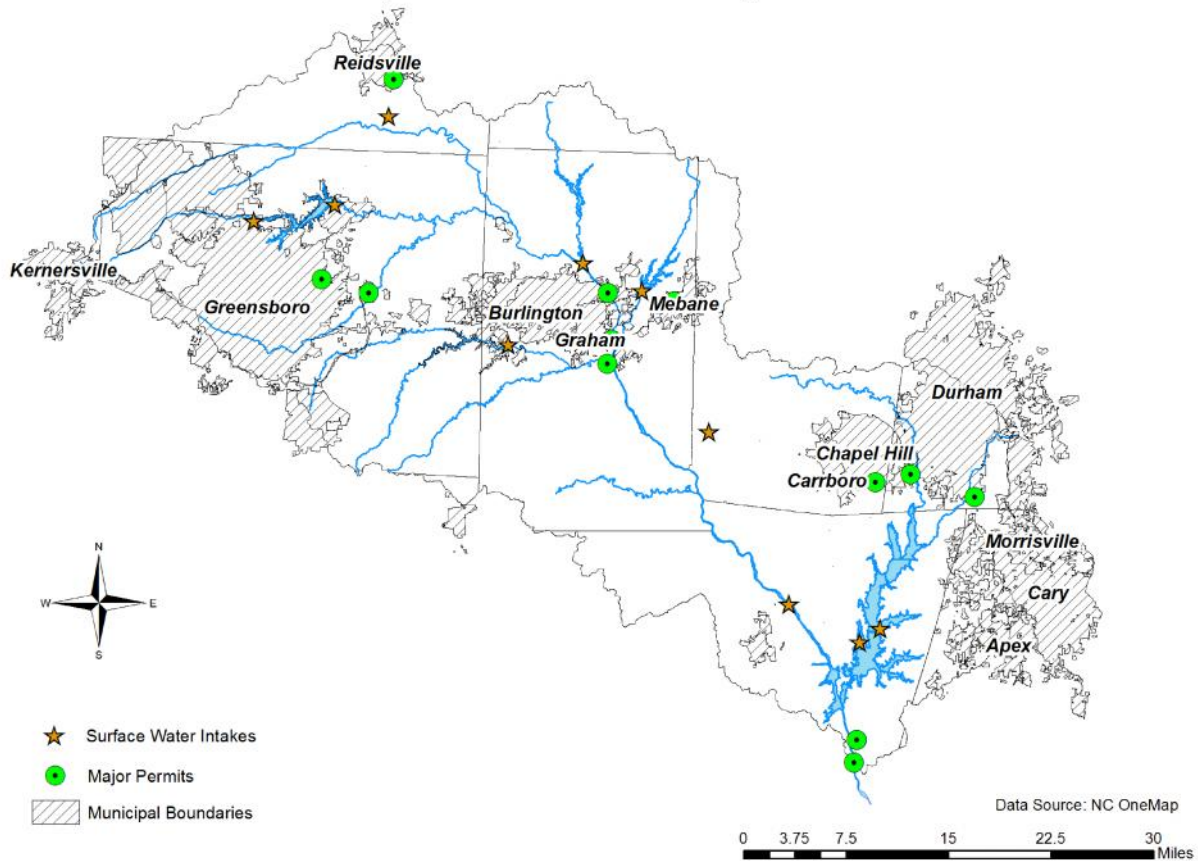 Reidsville
Kernersville
Greensboro
Burlington
Mebane
Graham
Durham
Chapel Hill
Carrboro
Morrisville
Cary
Apex
N
W
E
S
Surface Water Intakes
Major Permits
Municipal Boundaries
Data Source: NC OneMap
0 3.75 7.5 15 22.5 30
Miles